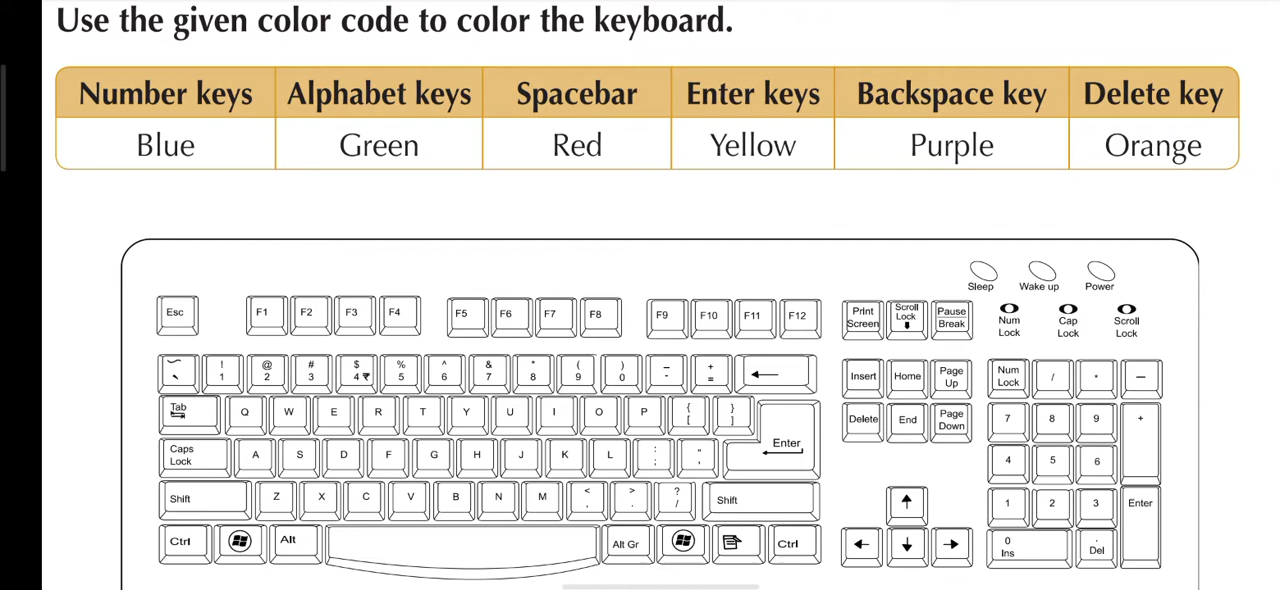 Use the given color code to color the keyboard.
Number keys Alphabet keys Spacebar Enter keys Backspace key Delete key
Blue Green Red Yellow Purple Orange
Sleep Wake up Power
Esc F1 F2 F3 F4 F5 F6 F7 F8 F9 F10 F11 F12 Print Screen Scroll Lock Pause Break Num Lock Cap Lock Scroll Lock
~ ` ! 1 @ 2 # 3 $ 4 ₹ % 5 ^ 6 & 7 * 8 ( 9 ) 0 _ - + = ← Insert Home Page Up Num Lock / * -
Tab Q W E R T Y U I O P { [ } ] Delete End Page Down 7 8 9 +
Caps Lock A S D F G H J K L : ; " ' Enter 4 5 6
Shift Z X C V B N M < , > . ? / Shift ↑ 1 2 3 Enter
Ctrl Alt Alt Gr Ctrl ← ↓ → 0 Ins . Del